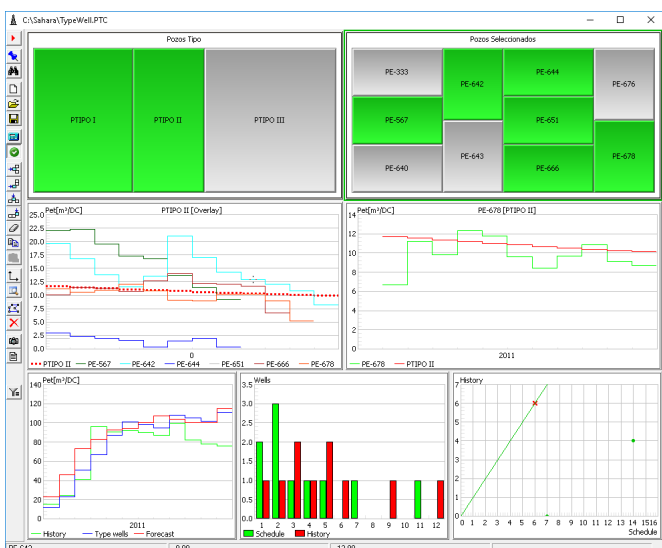 C:\Sahara\TypeWell.PTC
Pozos Tipo
PTIPO I
PTIPO II
PTIPO III
Pozos Seleccionados
PE-333
PE-567
PE-640
PE-642
PE-643
PE-644
PE-651
PE-666
PE-676
PE-678
Pet[m³/DC]
PTIPO II [Overlay]
25.0
22.5
20.0
17.5
15.0
12.5
10.0
7.5
5.0
2.5
0.0
0
PTIPO II PE-567 PE-642 PE-644 PE-651 PE-666 PE-678
Pet[m³/DC]
PE-678 [PTIPO II]
14
12
10
8
6
4
2
0
2011
PE-678 PTIPO II
Pet[m³/DC]
140
120
100
80
60
40
20
0
2011
History Type wells Forecast
Wells
3.5
3.0
2.5
2.0
1.5
1.0
0.5
0.0
1 2 3 4 5 6 7 8 9 10 11 12
Schedule History
History
7
6
5
4
3
2
1
0
0 1 2 3 4 5 6 7 8 9 10 11 12 13 14 1516
Schedule
PE-642 0.00 12.00